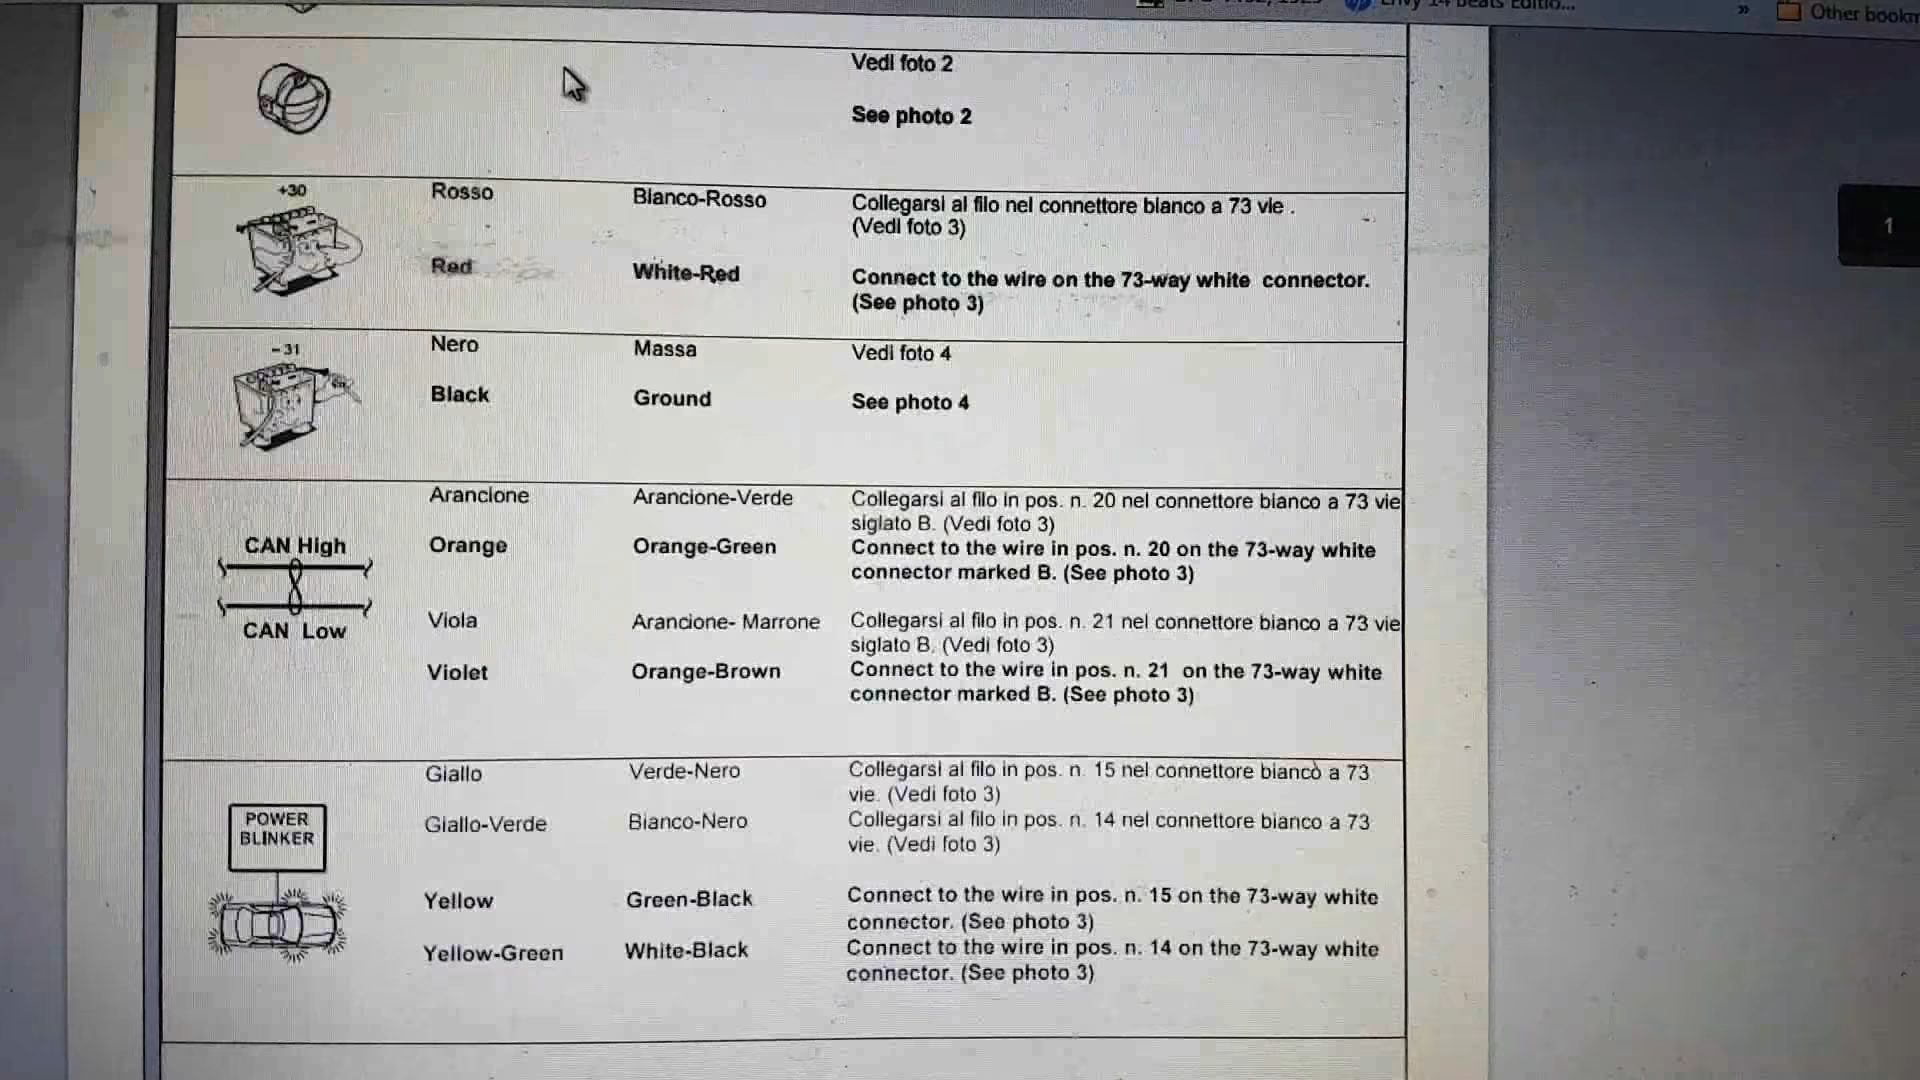 Envy 14 Beats Editio...
»
Other bookm
Vedi foto 2
See photo 2
+30
Rosso
Bianco-Rosso
Collegarsi al filo nel connettore bianco a 73 vie .
(Vedi foto 3)
Red
White-Red
Connect to the wire on the 73-way white connector.
(See photo 3)
1
- 31
Nero
Massa
Vedi foto 4
Black
Ground
See photo 4
Arancione
Arancione-Verde
Collegarsi al filo in pos. n. 20 nel connettore bianco a 73 vie
siglato B. (Vedi foto 3)
CAN High
Orange
Orange-Green
Connect to the wire in pos. n. 20 on the 73-way white
connector marked B. (See photo 3)
CAN Low
Viola
Arancione- Marrone
Collegarsi al filo in pos. n. 21 nel connettore bianco a 73 vie
siglato B. (Vedi foto 3)
Violet
Orange-Brown
Connect to the wire in pos. n. 21 on the 73-way white
connector marked B. (See photo 3)
Giallo
Verde-Nero
Collegarsi al filo in pos. n. 15 nel connettore bianco a 73
vie. (Vedi foto 3)
POWER
BLINKER
Giallo-Verde
Bianco-Nero
Collegarsi al filo in pos. n. 14 nel connettore bianco a 73
vie. (Vedi foto 3)
Yellow
Green-Black
Connect to the wire in pos. n. 15 on the 73-way white
connector. (See photo 3)
Yellow-Green
White-Black
Connect to the wire in pos. n. 14 on the 73-way white
connector. (See photo 3)